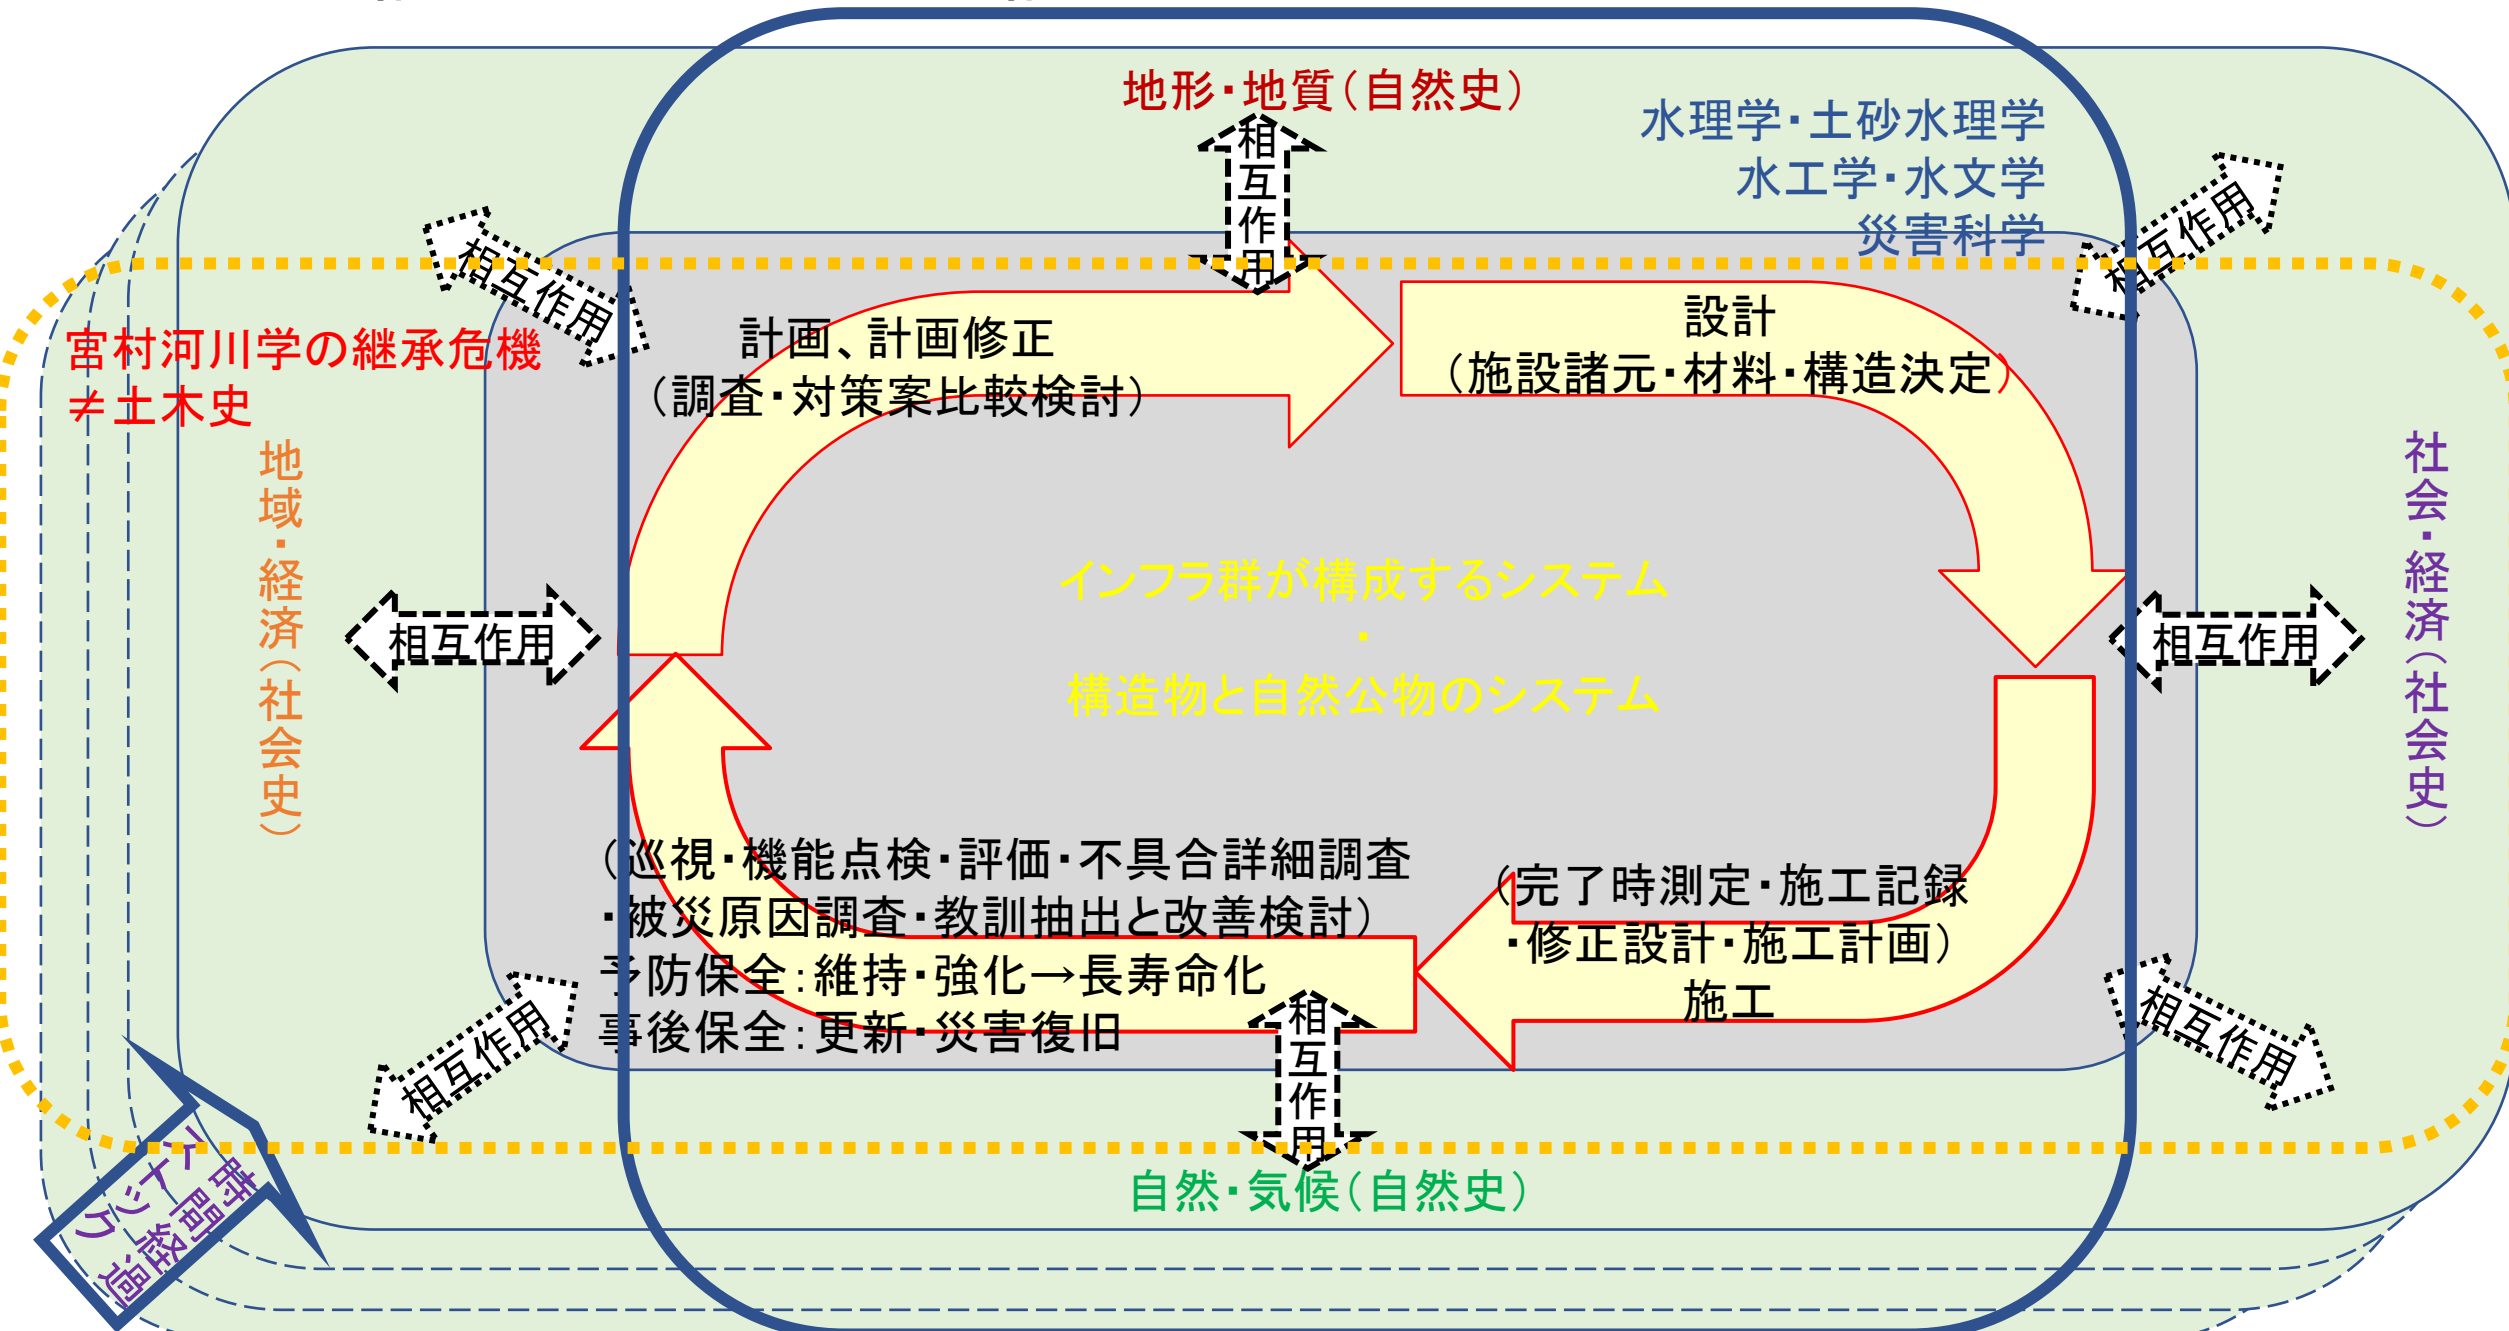 地形・地質（自然史）
水理学・土砂水理学
水工学・水文学
災害科学
相互作用
相互作用
相互作用
宮村河川学の継承危機
≠土木史
計画、計画修正
（調査・対策案比較検討）
設計
（施設諸元・材料・構造決定）
地域・経済（社会史）
社会・経済（社会史）
インフラ群が構成するシステム
・
構造物と自然公物のシステム
相互作用
相互作用
（巡視・機能点検・評価・不具合詳細調査
・被災原因調査・教訓抽出と改善検討）
予防保全：維持・強化→長寿命化
事後保全：更新・災害復旧
（完了時測定・施工記録
・修正設計・施工計画）
施工
相互作用
相互作用
相互作用
自然・気候（自然史）
時間経過
イメージ